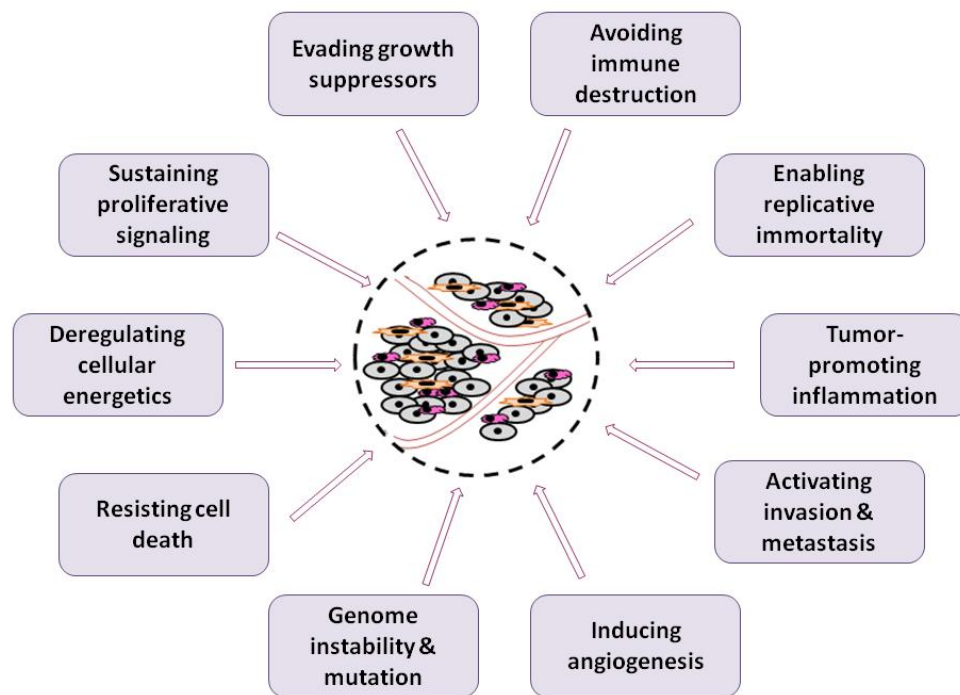 Evading growth
suppressors
Avoiding
immune
destruction
Sustaining
proliferative
signaling
Enabling
replicative
immortality
Deregulating
cellular
energetics
Tumor-
promoting
inflammation
Resisting cell
death
Activating
invasion &
metastasis
Genome
instability &
mutation
Inducing
angiogenesis